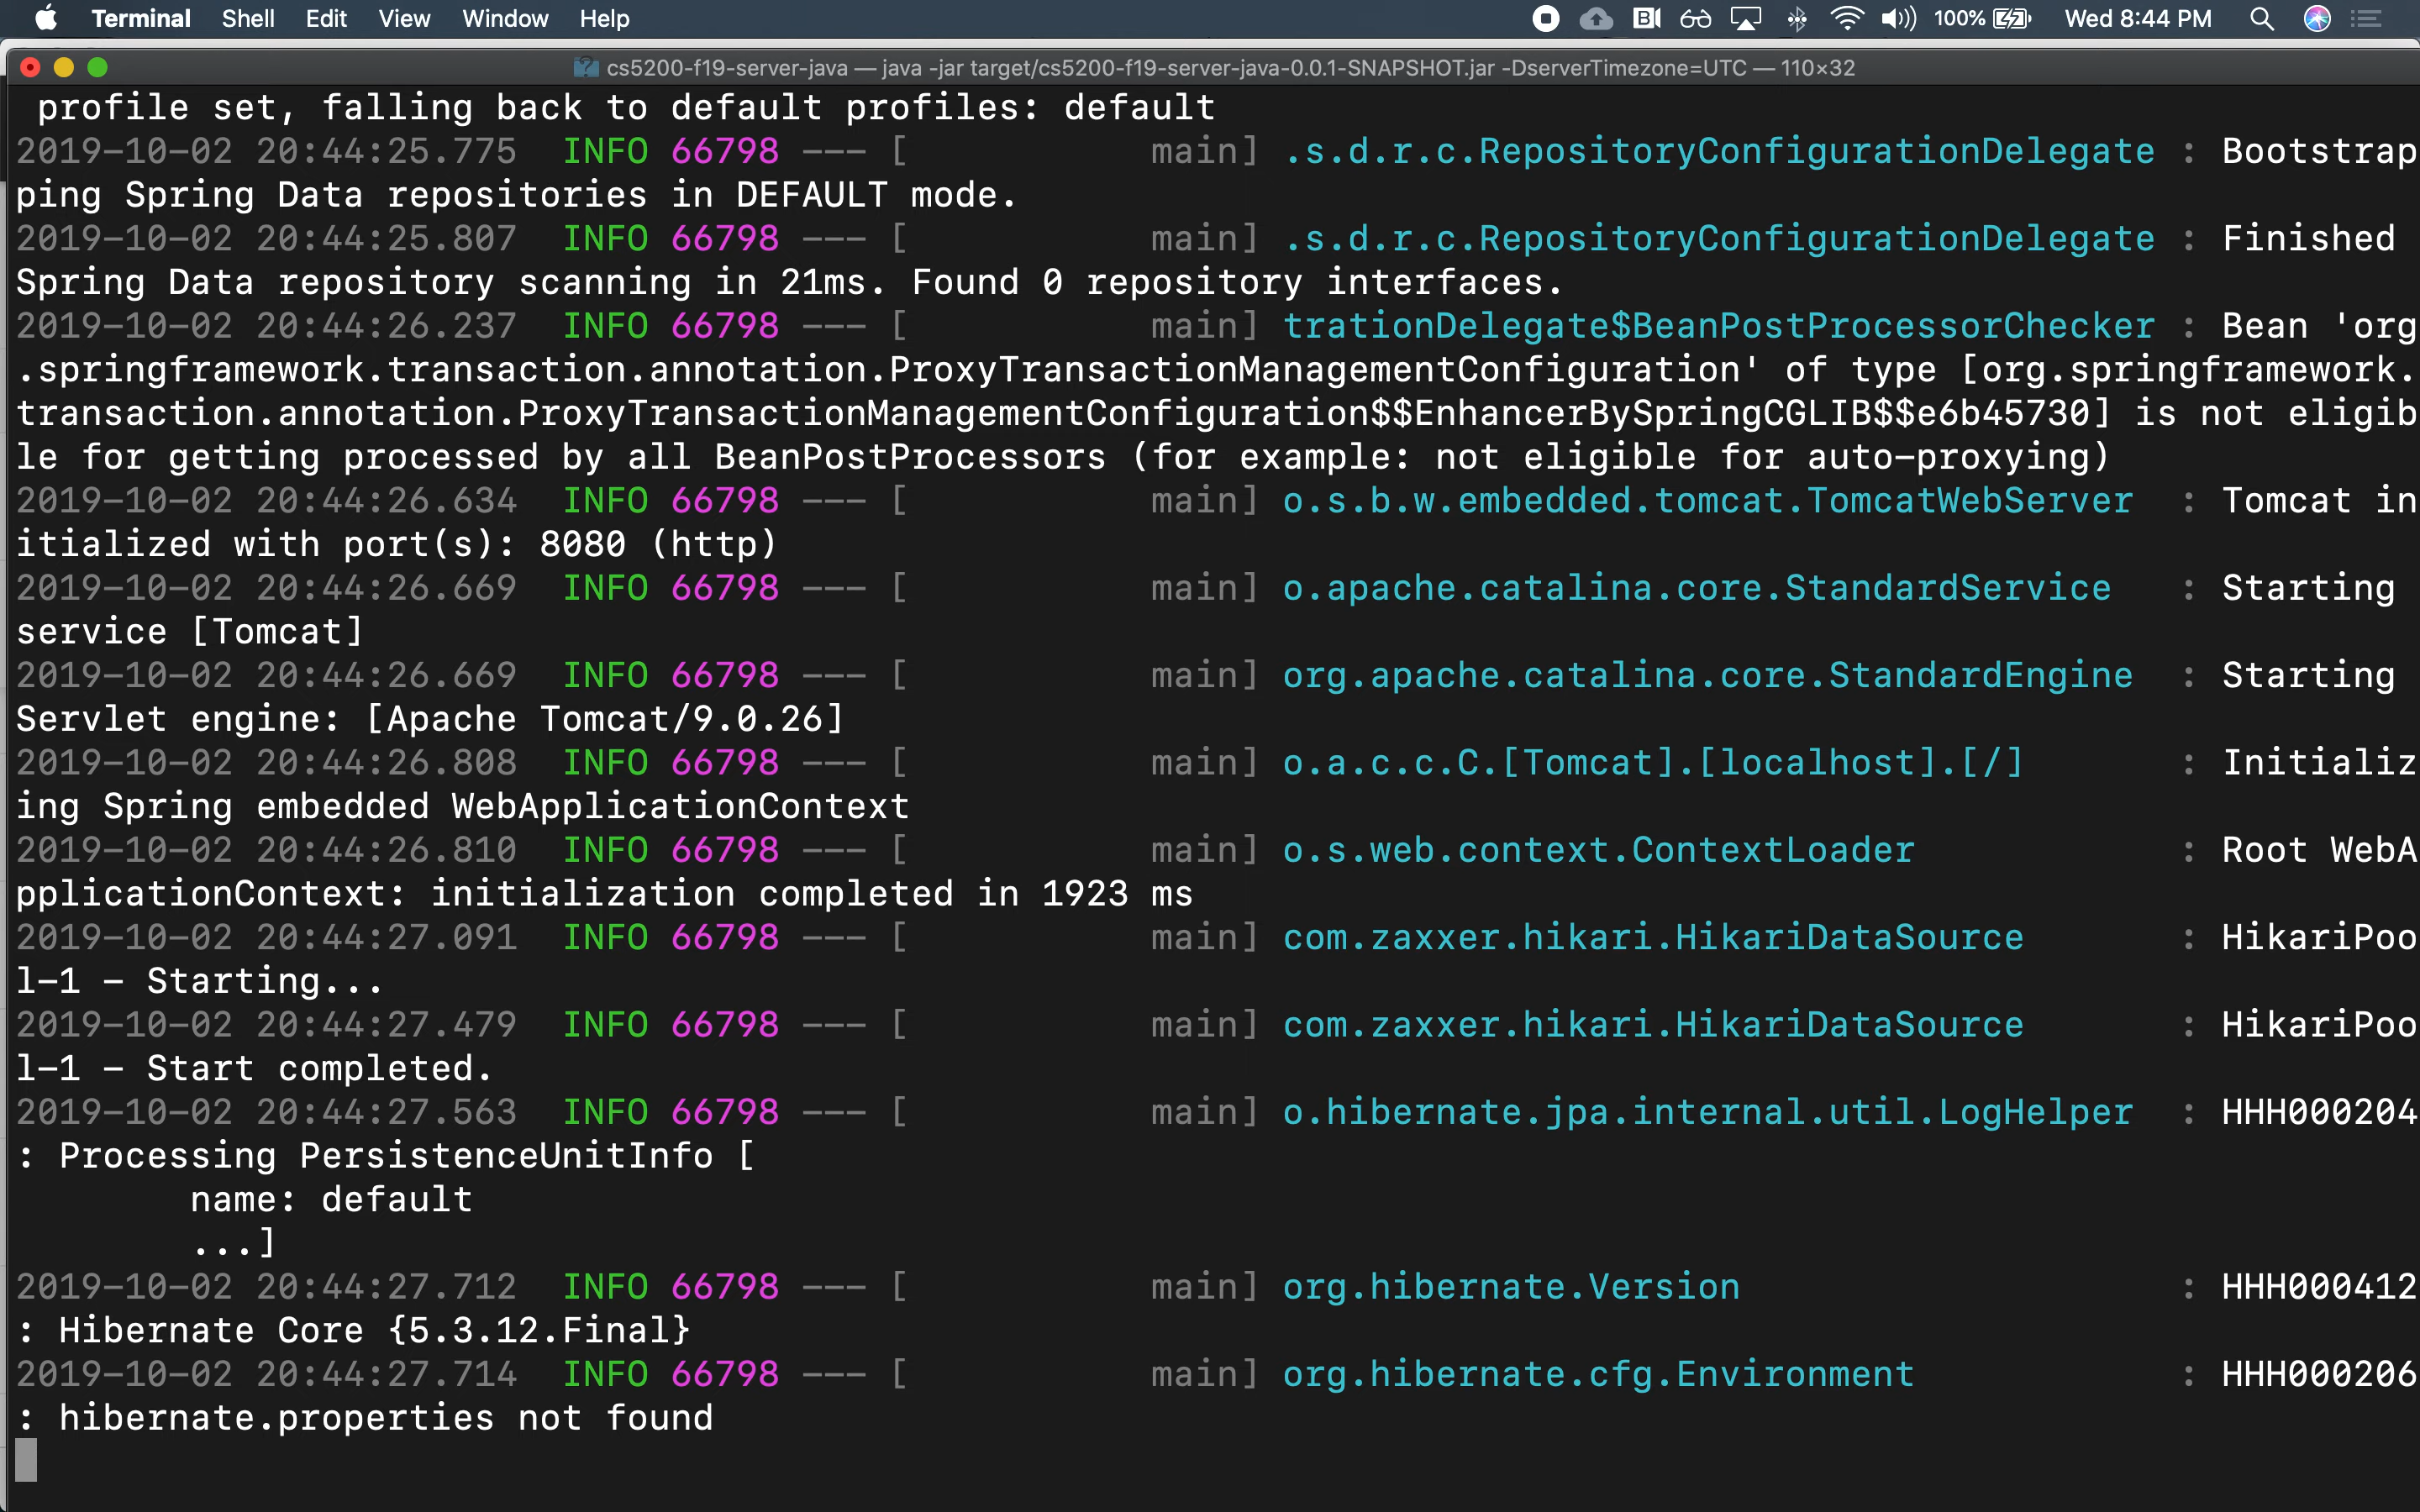 Terminal Shell Edit View Window Help 100% Wed 8:44 PM
cs5200-f19-server-java — java -jar target/cs5200-f19-server-java-0.0.1-SNAPSHOT.jar -DserverTimezone=UTC — 110×32
profile set, falling back to default profiles: default
2019-10-02 20:44:25.775  INFO 66798 --- [           main] .s.d.r.c.RepositoryConfigurationDelegate : Bootstrap
ping Spring Data repositories in DEFAULT mode.
2019-10-02 20:44:25.807  INFO 66798 --- [           main] .s.d.r.c.RepositoryConfigurationDelegate : Finished
Spring Data repository scanning in 21ms. Found 0 repository interfaces.
2019-10-02 20:44:26.237  INFO 66798 --- [           main] trationDelegate$BeanPostProcessorChecker : Bean 'org
.springframework.transaction.annotation.ProxyTransactionManagementConfiguration' of type [org.springframework.
transaction.annotation.ProxyTransactionManagementConfiguration$$EnhancerBySpringCGLIB$$e6b45730] is not eligib
le for getting processed by all BeanPostProcessors (for example: not eligible for auto-proxying)
2019-10-02 20:44:26.634  INFO 66798 --- [           main] o.s.b.w.embedded.tomcat.TomcatWebServer  : Tomcat in
itialized with port(s): 8080 (http)
2019-10-02 20:44:26.669  INFO 66798 --- [           main] o.apache.catalina.core.StandardService   : Starting
service [Tomcat]
2019-10-02 20:44:26.669  INFO 66798 --- [           main] org.apache.catalina.core.StandardEngine  : Starting
Servlet engine: [Apache Tomcat/9.0.26]
2019-10-02 20:44:26.808  INFO 66798 --- [           main] o.a.c.c.C.[Tomcat].[localhost].[/]       : Initializ
ing Spring embedded WebApplicationContext
2019-10-02 20:44:26.810  INFO 66798 --- [           main] o.s.web.context.ContextLoader            : Root WebA
pplicationContext: initialization completed in 1923 ms
2019-10-02 20:44:27.091  INFO 66798 --- [           main] com.zaxxer.hikari.HikariDataSource       : HikariPoo
l-1 - Starting...
2019-10-02 20:44:27.479  INFO 66798 --- [           main] com.zaxxer.hikari.HikariDataSource       : HikariPoo
l-1 - Start completed.
2019-10-02 20:44:27.563  INFO 66798 --- [           main] o.hibernate.jpa.internal.util.LogHelper  : HHH000204
: Processing PersistenceUnitInfo [
        name: default
        ...]
2019-10-02 20:44:27.712  INFO 66798 --- [           main] org.hibernate.Version                    : HHH000412
: Hibernate Core {5.3.12.Final}
2019-10-02 20:44:27.714  INFO 66798 --- [           main] org.hibernate.cfg.Environment            : HHH000206
: hibernate.properties not found